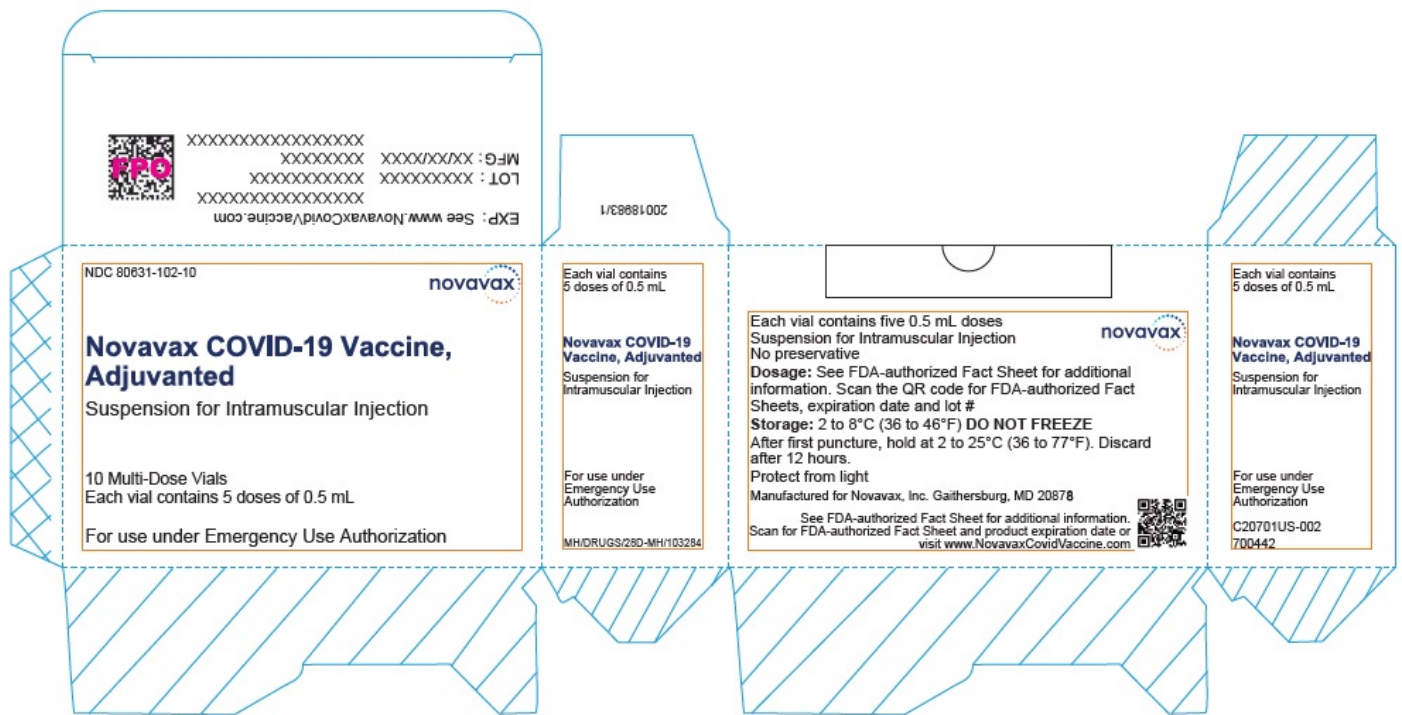 EXP: See www.NovavaxCovidVaccine.com
XXXXXXXXXXXXXXXX
LOT : XXXXXXXXX XXXXXXXXXXX
MFG : XX/XX/XXXX XXXXXXXX
XXXXXXXXXXXXXXXXX
FPO
20018983/1
NDC 80631-102-10
novavax
Novavax COVID-19 Vaccine,
Adjuvanted
Suspension for Intramuscular Injection
10 Multi-Dose Vials
Each vial contains 5 doses of 0.5 mL
For use under Emergency Use Authorization
Each vial contains
5 doses of 0.5 mL
Novavax COVID-19
Vaccine, Adjuvanted
Suspension for
Intramuscular Injection
For use under
Emergency Use
Authorization
MH/DRUGS/28D-MH/103284
Each vial contains five 0.5 mL doses
Suspension for Intramuscular Injection
No preservative
novavax
Dosage: See FDA-authorized Fact Sheet for additional
information. Scan the QR code for FDA-authorized Fact
Sheets, expiration date and lot #
Storage: 2 to 8°C (36 to 46°F) DO NOT FREEZE
After first puncture, hold at 2 to 25°C (36 to 77°F). Discard
after 12 hours.
Protect from light
Manufactured for Novavax, Inc. Gaithersburg, MD 20878
See FDA-authorized Fact Sheet for additional information.
Scan for FDA-authorized Fact Sheet and product expiration date or
visit www.NovavaxCovidVaccine.com
Each vial contains
5 doses of 0.5 mL
Novavax COVID-19
Vaccine, Adjuvanted
Suspension for
Intramuscular Injection
For use under
Emergency Use
Authorization
C20701US-002
700442